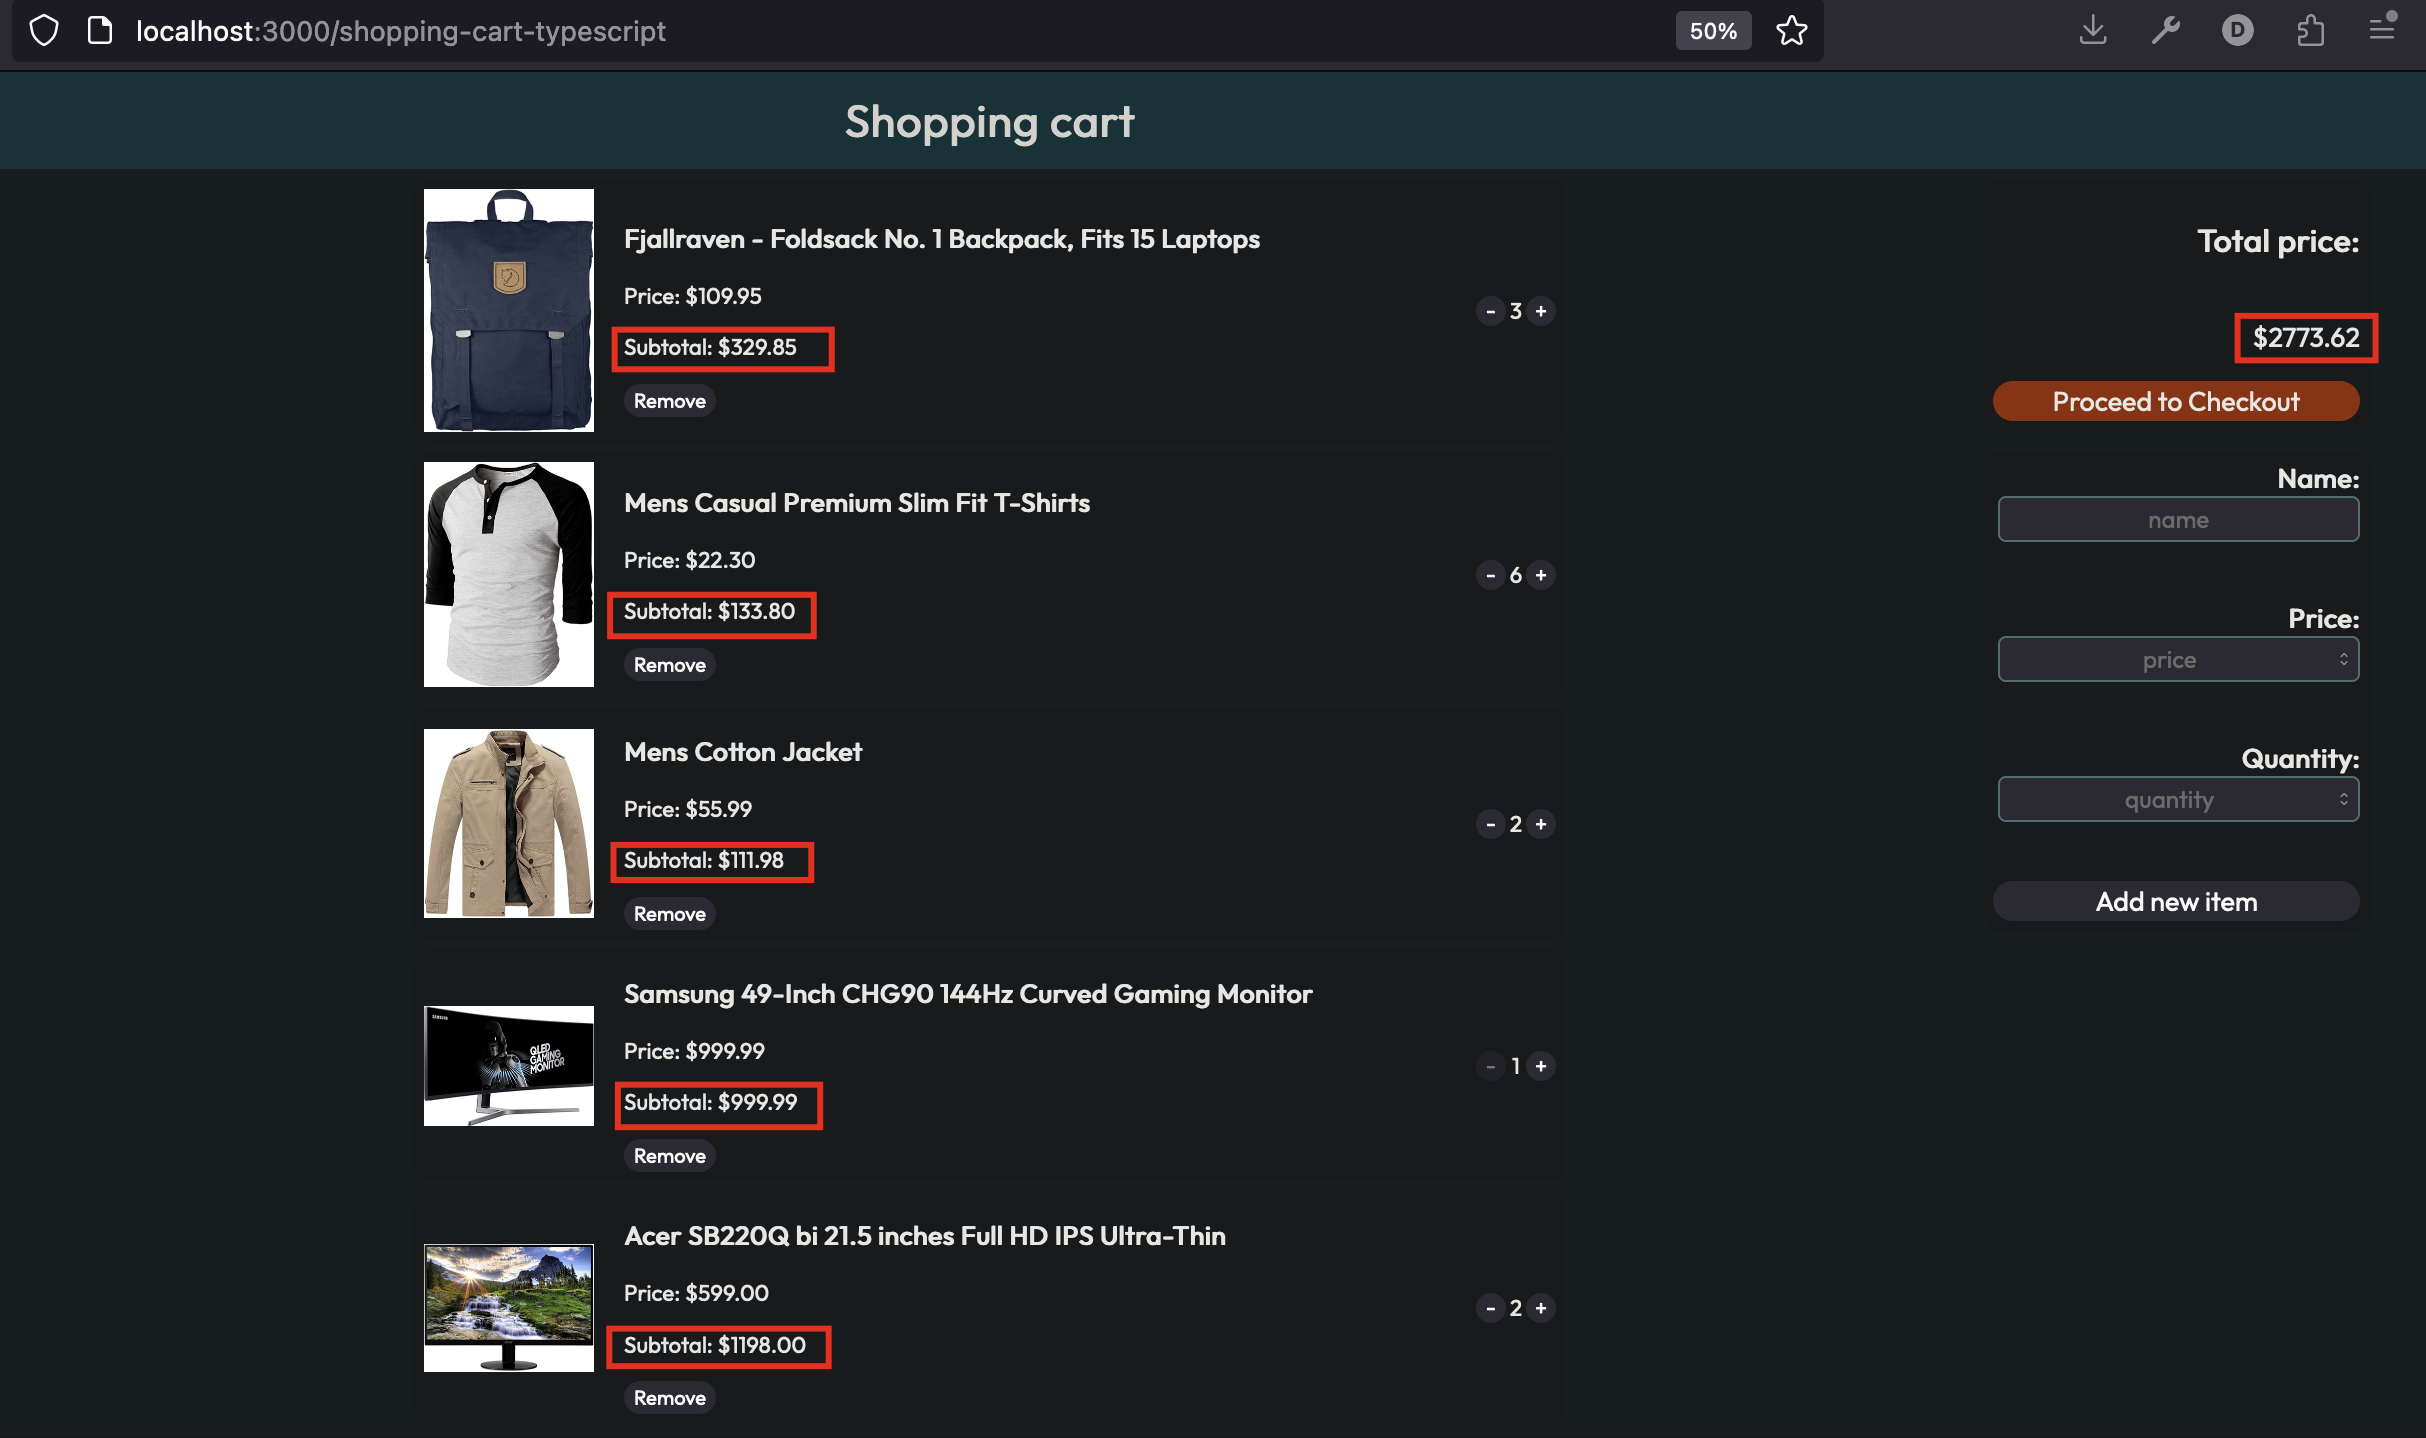 localhost:3000/shopping-cart-typescript
50%
D
Shopping cart
Fjallraven - Foldsack No. 1 Backpack, Fits 15 Laptops
Price: $109.95
Subtotal: $329.85
Remove
- 3 +
Mens Casual Premium Slim Fit T-Shirts
Price: $22.30
Subtotal: $133.80
Remove
- 6 +
Mens Cotton Jacket
Price: $55.99
Subtotal: $111.98
Remove
- 2 +
SAMSUNG
QLED
GAMING
MONITOR
Samsung 49-Inch CHG90 144Hz Curved Gaming Monitor
Price: $999.99
Subtotal: $999.99
Remove
- 1 +
Acer SB220Q bi 21.5 inches Full HD IPS Ultra-Thin
Price: $599.00
Subtotal: $1198.00
Remove
- 2 +
Total price:
$2773.62
Proceed to Checkout
Name:
name
Price:
price
Quantity:
quantity
Add new item